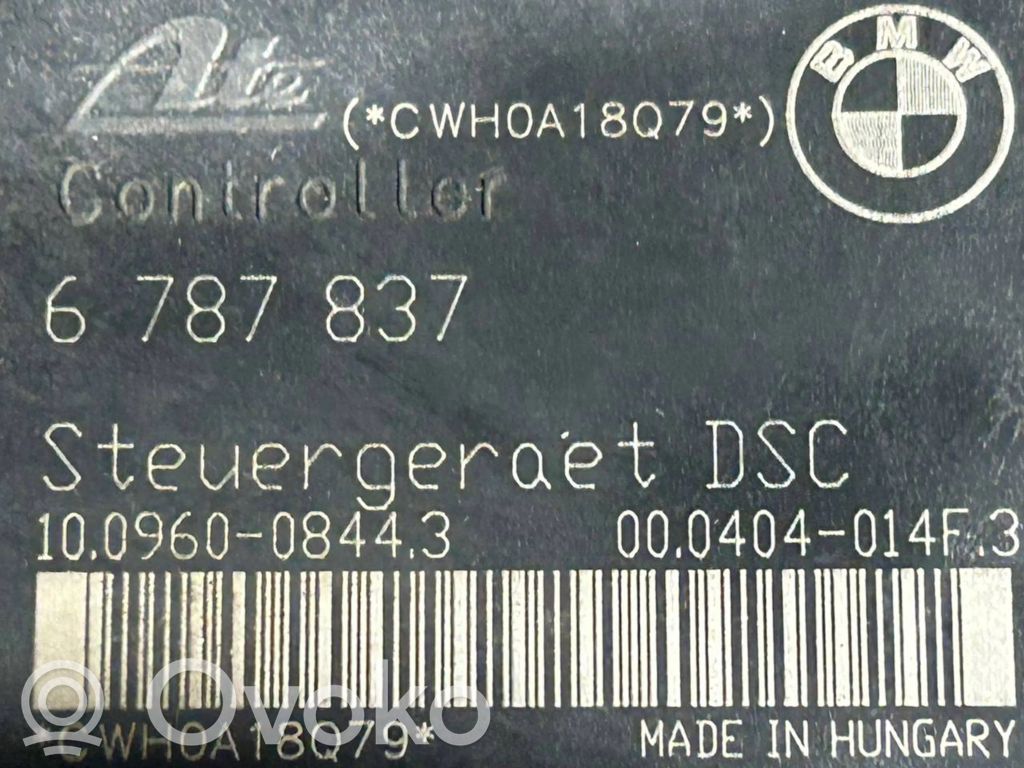 Ate
(*CWH0A18Q79*)
BMW
Controller
6 787 837
Steuergeraet DSC
10.0960-0844.3 00.0404-014F.3
*CWH0A18Q79*
MADE IN HUNGARY
Ovoko